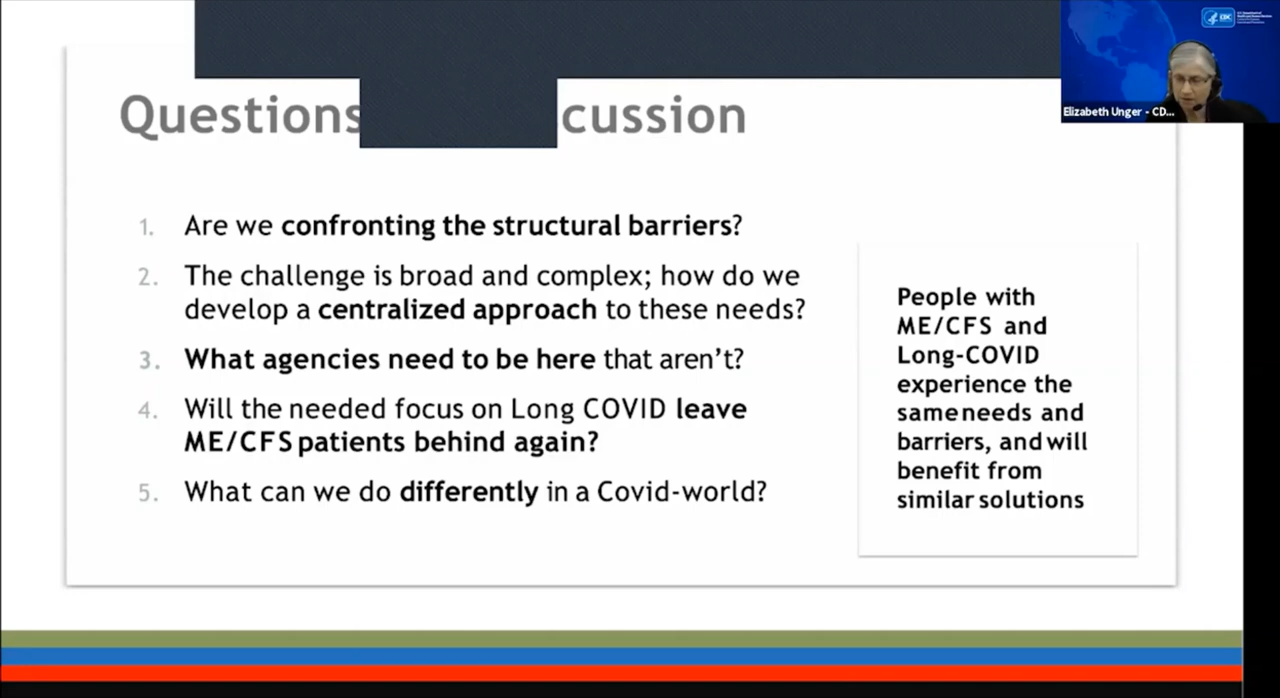 Questions cussion
Elizabeth Unger - CD...
CDC
1. Are we confronting the structural barriers?
2. The challenge is broad and complex; how do we
develop a centralized approach to these needs?
3. What agencies need to be here that aren't?
4. Will the needed focus on Long COVID leave
ME/CFS patients behind again?
5. What can we do differently in a Covid-world?
People with
ME/CFS and
Long-COVID
experience the
same needs and
barriers, and will
benefit from
similar solutions